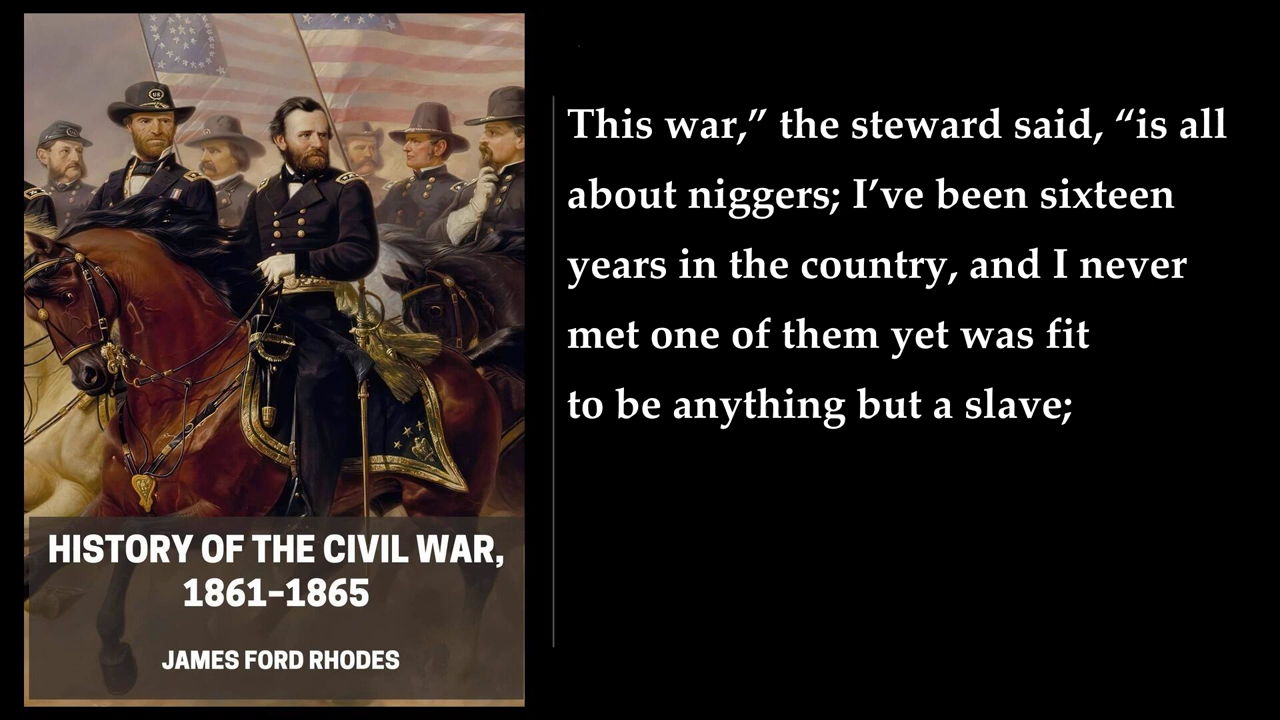 This war,” the steward said, “is all
about niggers; I’ve been sixteen
years in the country, and I never
met one of them yet was fit
to be anything but a slave;
HISTORY OF THE CIVIL WAR,
1861–1865
JAMES FORD RHODES